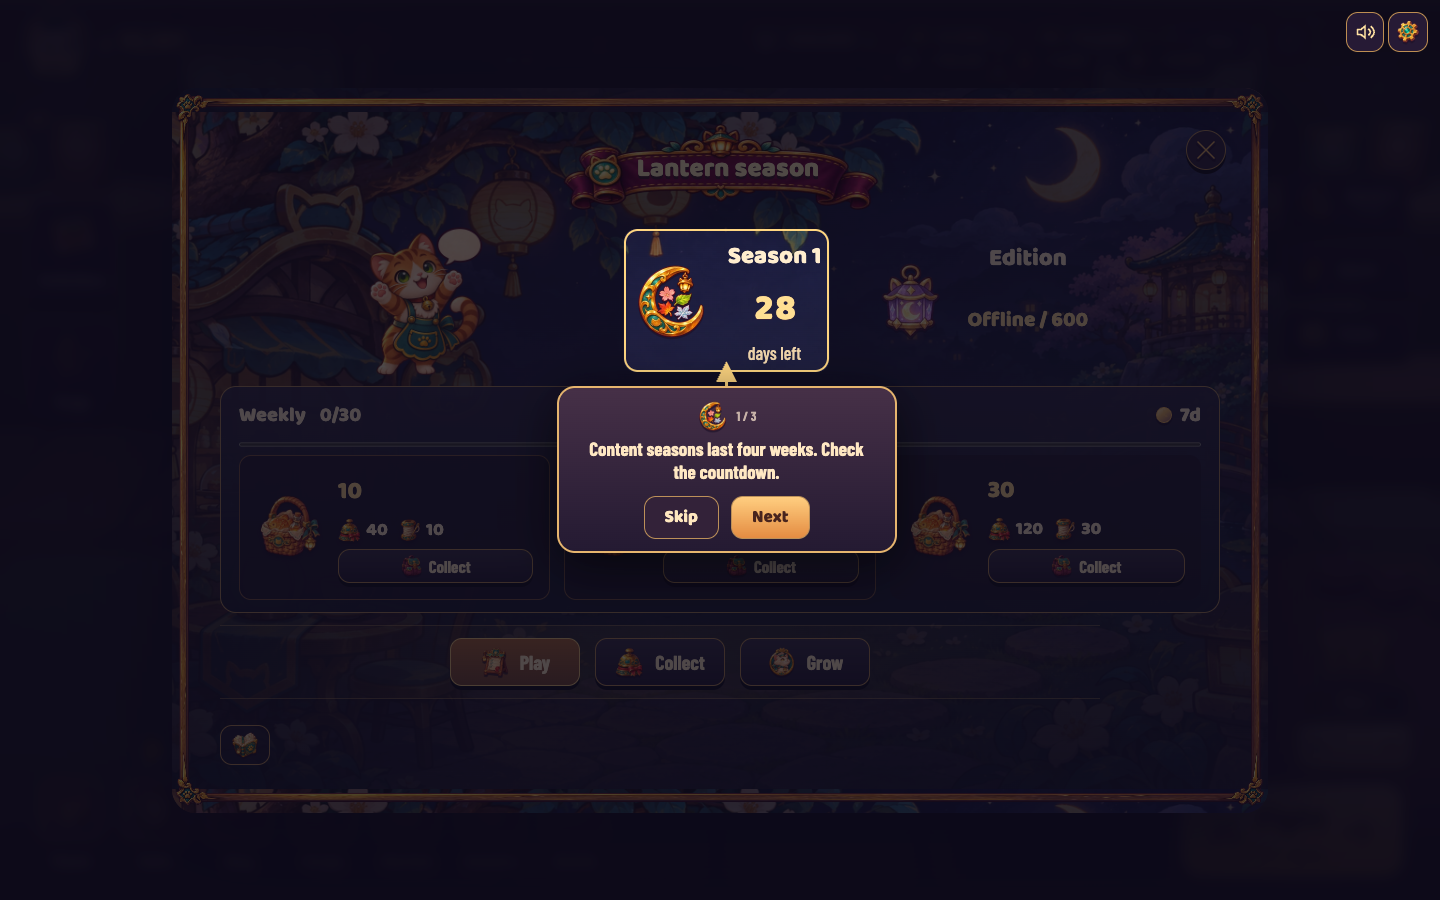 Lantern season
Season 1
28
days left
Edition
Offline / 600
Weekly 0/30
7d
1 / 3
Content seasons last four weeks. Check
the countdown.
Skip
Next
10
40 10
Collect
Collect
30
120 30
Collect
Play
Collect
Grow